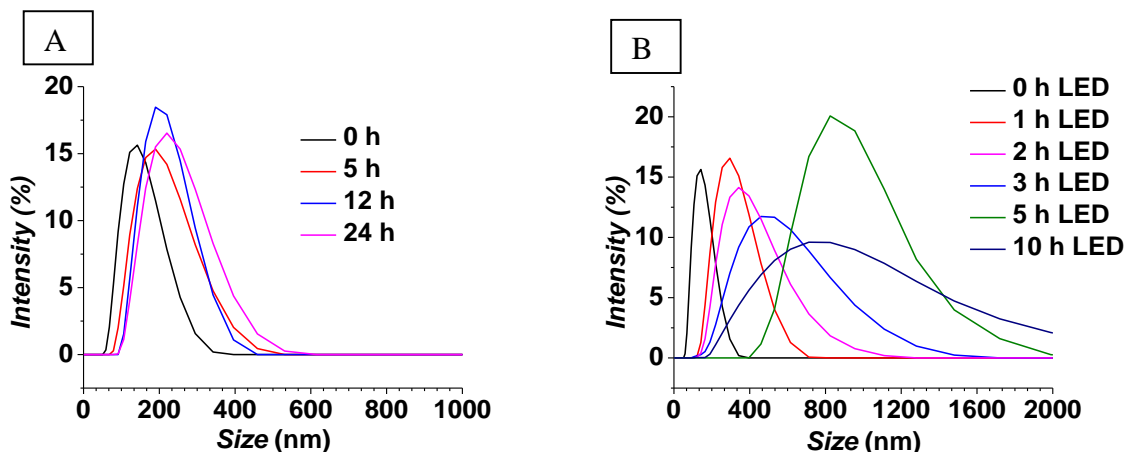 A
Intensity (%)
20
15
10
5
0
0 h
5 h
12 h
24 h
0 200 400 600 800 1000
Size (nm)
B
Intensity (%)
20
15
10
5
0
0 h LED
1 h LED
2 h LED
3 h LED
5 h LED
10 h LED
0 400 800 1200 1600 2000
Size (nm)